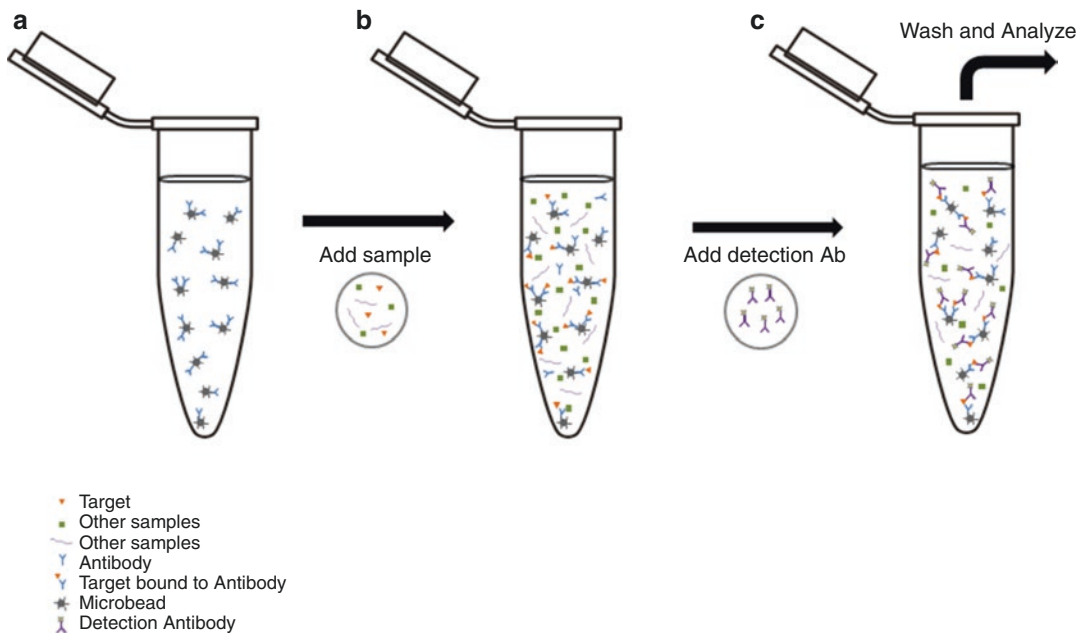 a
b
c
Wash and Analyze
Add sample
Add detection Ab
Target
Other samples
Other samples
Antibody
Target bound to Antibody
Microbead
Detection Antibody